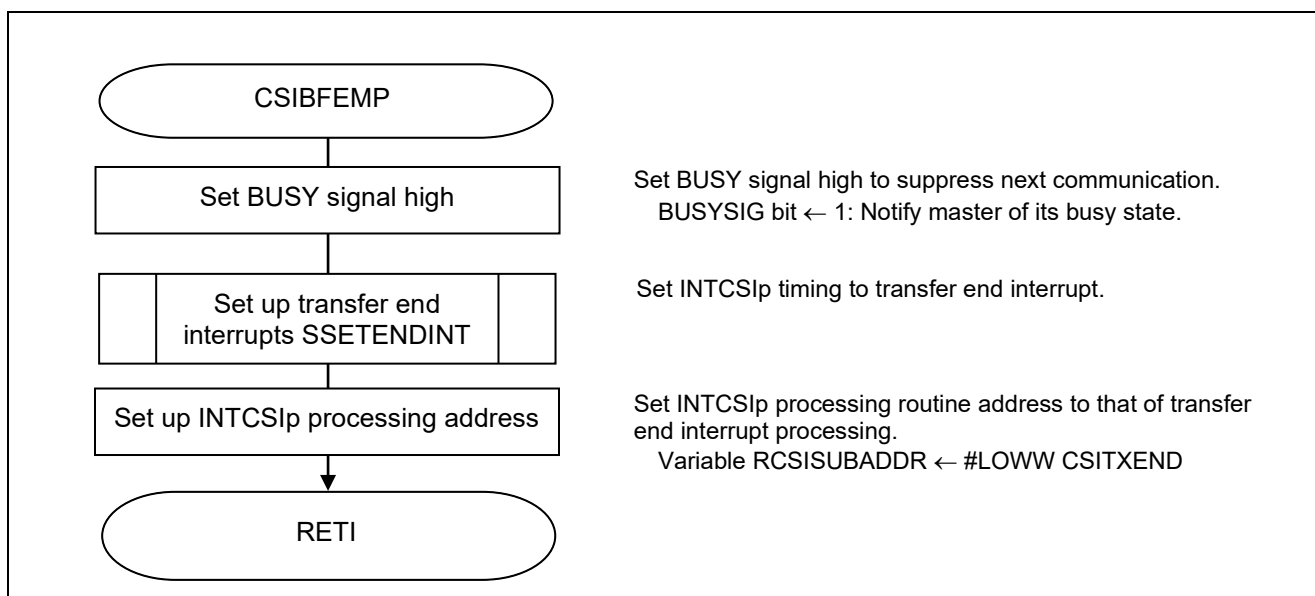 CSIBFEMP
Set BUSY signal high
Set BUSY signal high to suppress next communication.
BUSYSIG bit ← 1: Notify master of its busy state.
Set up transfer end
interrupts SSETENDINT
Set INTCSIp timing to transfer end interrupt.
Set up INTCSIp processing address
Set INTCSIp processing routine address to that of transfer
end interrupt processing.
Variable RCSISUBADDR ← #LOWW CSITXEND
RETI